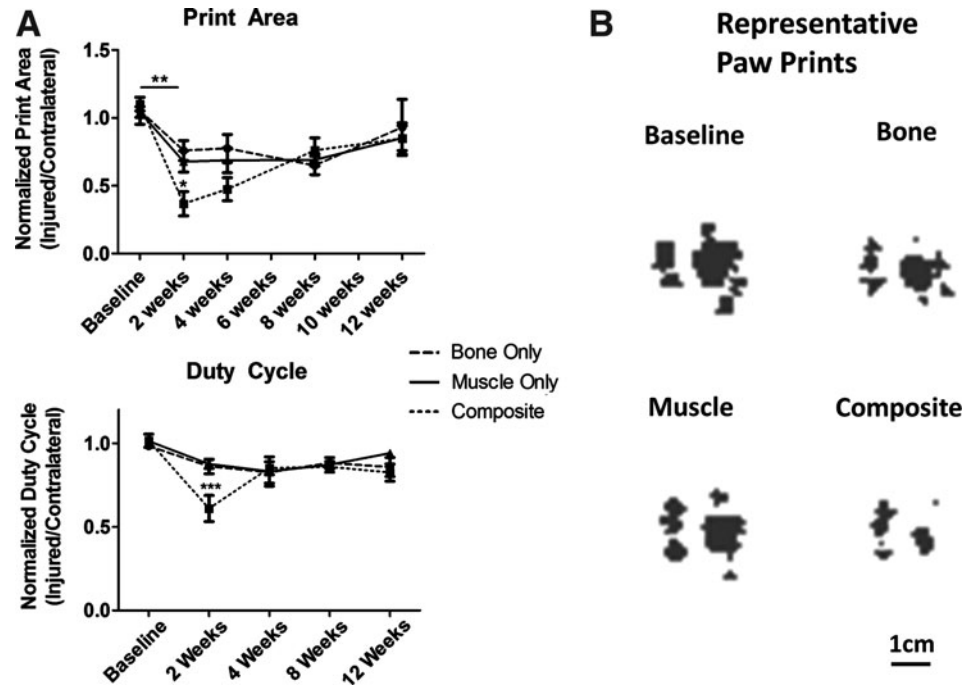 A
Print Area
Normalized Print Area
(Injured/Contralateral)
1.5
1.0
0.5
0.0
**
*
Baseline
2 weeks
4 weeks
6 weeks
8 weeks
10 weeks
12 weeks
Duty Cycle
Normalized Duty Cycle
(Injured/Contralateral)
1.0
0.5
0.0
***
Baseline
2 Weeks
4 Weeks
8 Weeks
12 Weeks
Bone Only
Muscle Only
Composite
B
Representative
Paw Prints
Baseline
Bone
Muscle
Composite
1cm